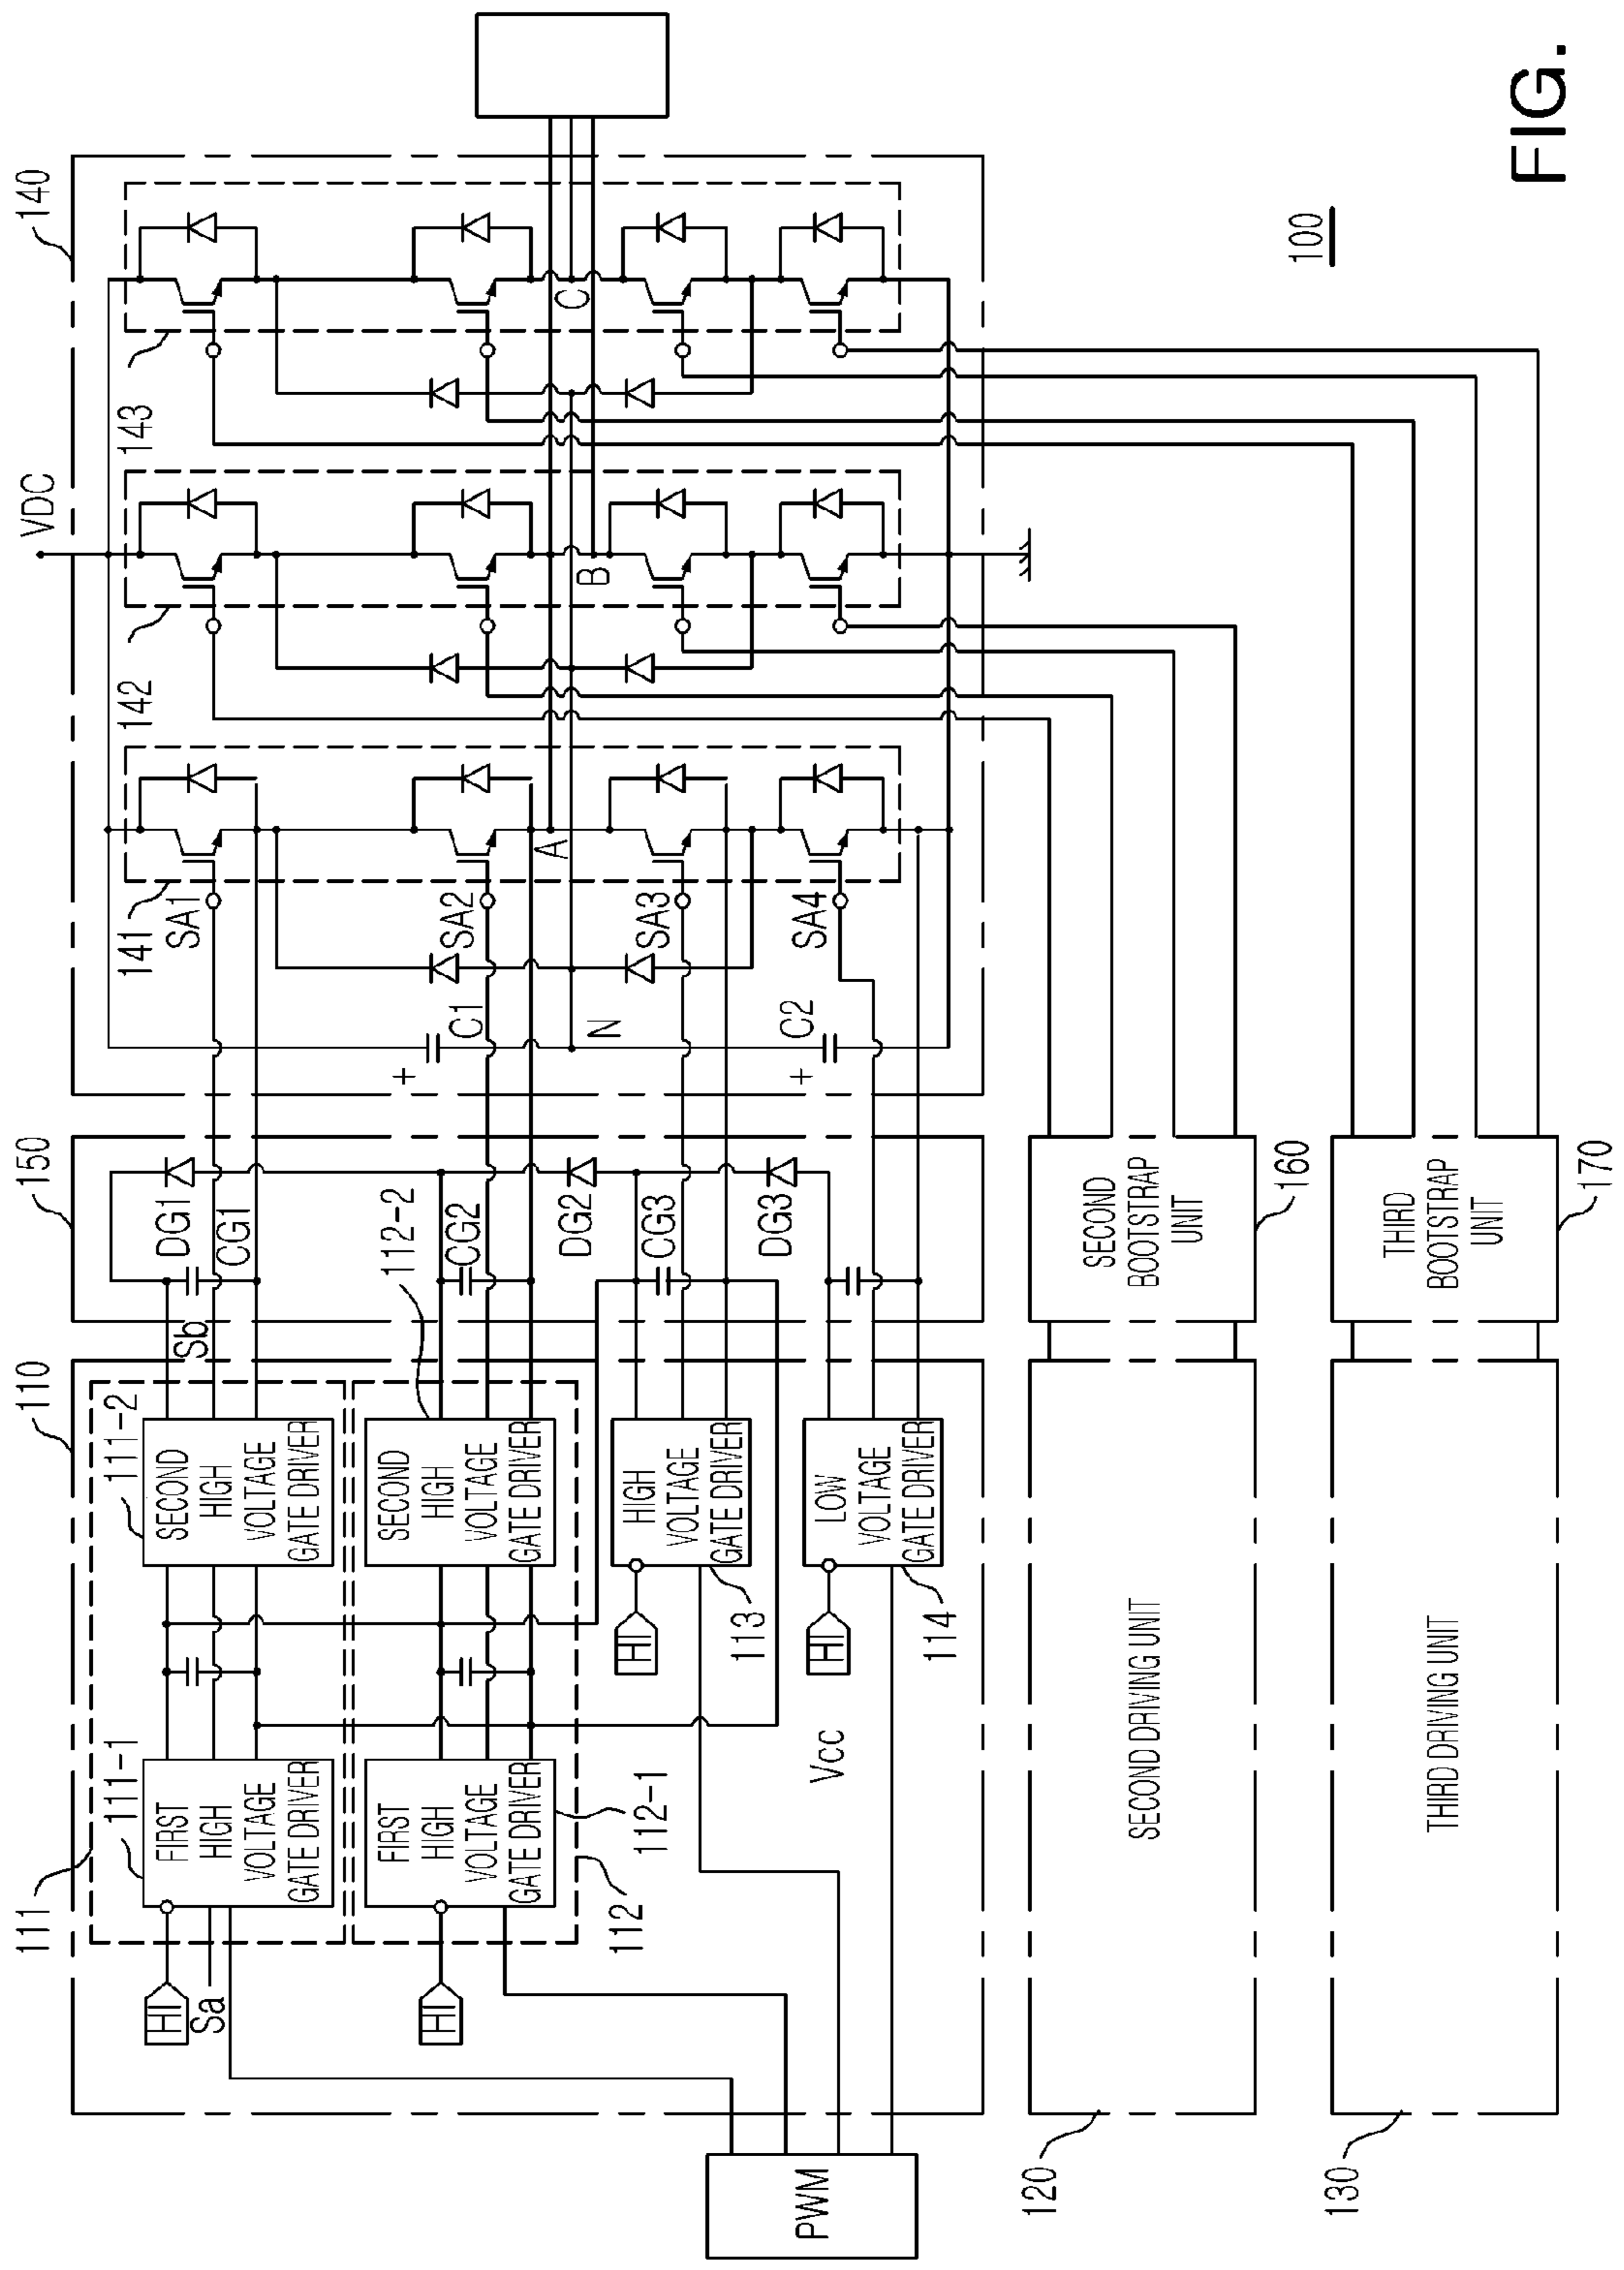 FIG.
100
140
VDC
143
142
141
SA1
SA2
SA3
SA4
A
B
C
N
+
C1
+
C2
150
DG1
CG1
CG2
DG2
CG3
DG3
112-2
110
Sb
111-2
SECOND
HIGH
VOLTAGE
GATE DRIVER
SECOND
HIGH
VOLTAGE
GATE DRIVER
HIGH
VOLTAGE
GATE DRIVER
LOW
VOLTAGE
GATE DRIVER
HI
113
HI
114
111
111-1
FIRST
HIGH
VOLTAGE
GATE DRIVER
FIRST
HIGH
VOLTAGE
GATE DRIVER
112-1
112
Vcc
HI
Sa
HI
PWM
SECOND
BOOTSTRAP
UNIT
160
THIRD
BOOTSTRAP
UNIT
170
SECOND DRIVING UNIT
120
THIRD DRIVING UNIT
130